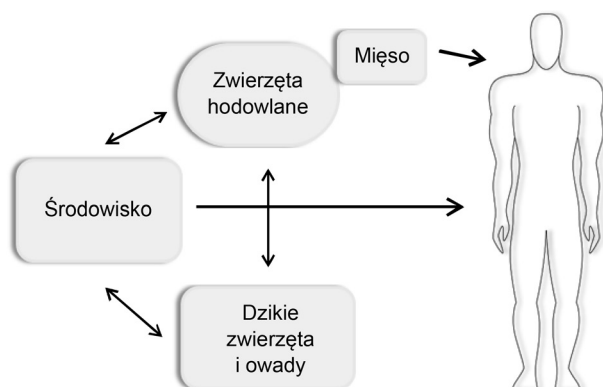 Mięso
Zwierzęta
hodowlane
Środowisko
Dzikie
zwierzęta
i owady